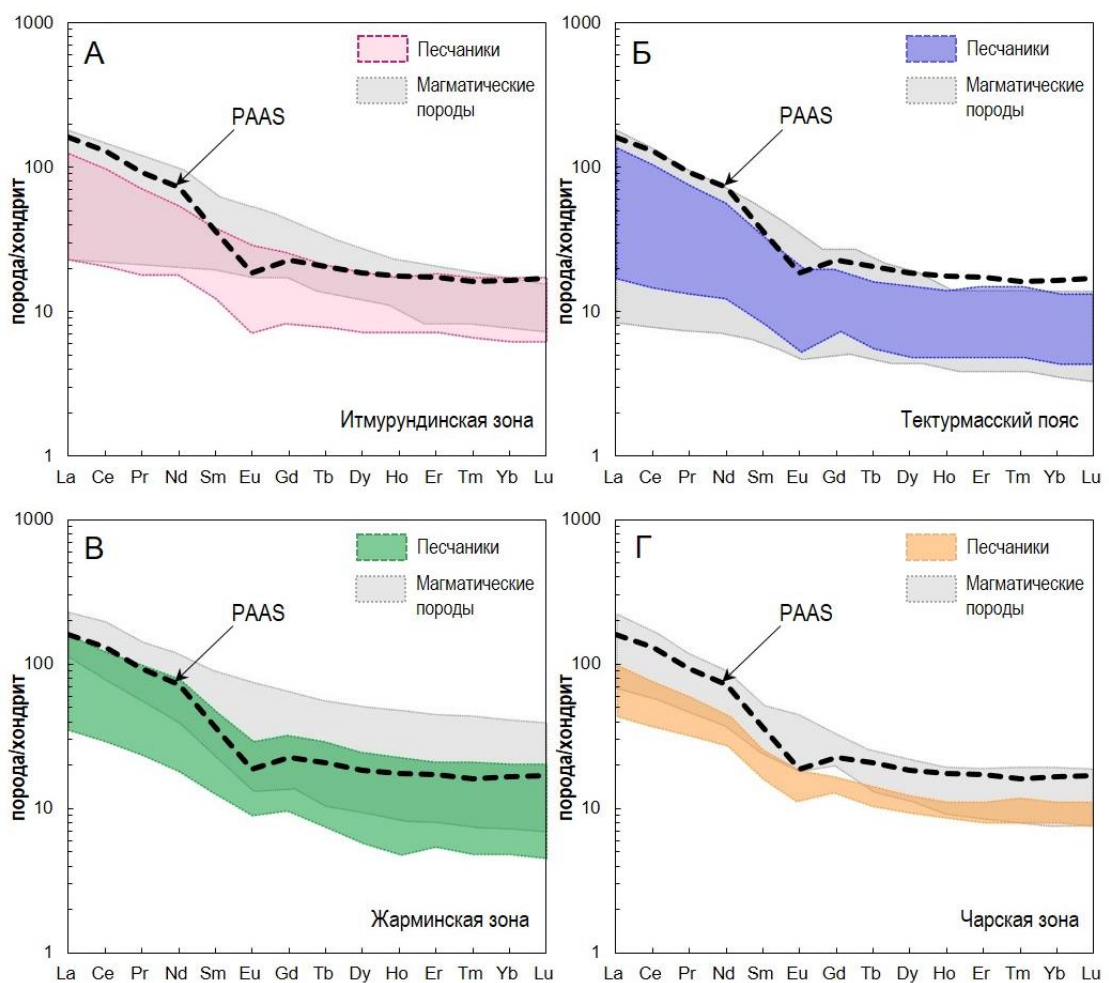 А
1000
100
10
1
порода/хондрит
Песчаники
Магматические
породы
PAAS
Итмурундинская зона
La Ce Pr Nd Sm Eu Gd Tb Dy Ho Er Tm Yb Lu
Б
1000
100
10
1
порода/хондрит
Песчаники
Магматические
породы
PAAS
Тектурмасский пояс
La Ce Pr Nd Sm Eu Gd Tb Dy Ho Er Tm Yb Lu
В
1000
100
10
1
порода/хондрит
Песчаники
Магматические
породы
PAAS
Жарминская зона
La Ce Pr Nd Sm Eu Gd Tb Dy Ho Er Tm Yb Lu
Г
1000
100
10
1
порода/хондрит
Песчаники
Магматические
породы
PAAS
Чарская зона
La Ce Pr Nd Sm Eu Gd Tb Dy Ho Er Tm Yb Lu